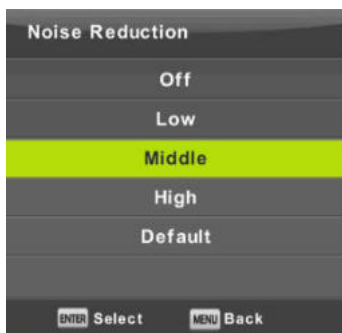 Noise Reduction
Off
Low
Middle
High
Default
ENTER Select MENU Back